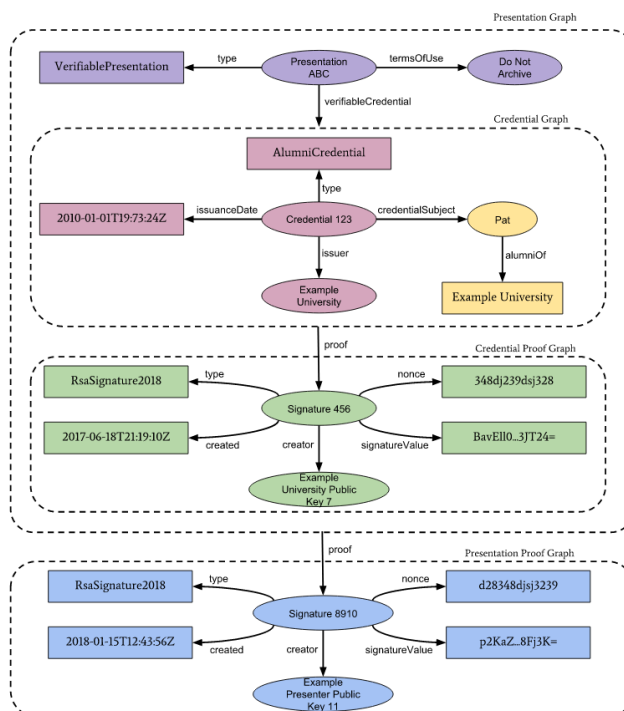 Presentation Graph
VerifiablePresentation
type
Presentation
ABC
termsOfUse
Do Not
Archive
verifiableCredential
Credential Graph
AlumniCredential
type
2010-01-01T19:73:24Z
issuanceDate
Credential 123
credentialSubject
Pat
issuer
alumniOf
Example
University
Example University
proof
Credential Proof Graph
RsaSignature2018
type
nonce
348dj239dsj328
Signature 456
2017-06-18T21:19:10Z
created
creator
signatureValue
BavEll0...3JT24=
Example
University Public
Key 7
proof
Presentation Proof Graph
RsaSignature2018
type
nonce
d28348djsj3239
Signature 8910
2018-01-15T12:43:56Z
created
creator
signatureValue
p2KaZ...8Fj3K=
Example
Presenter Public
Key 11